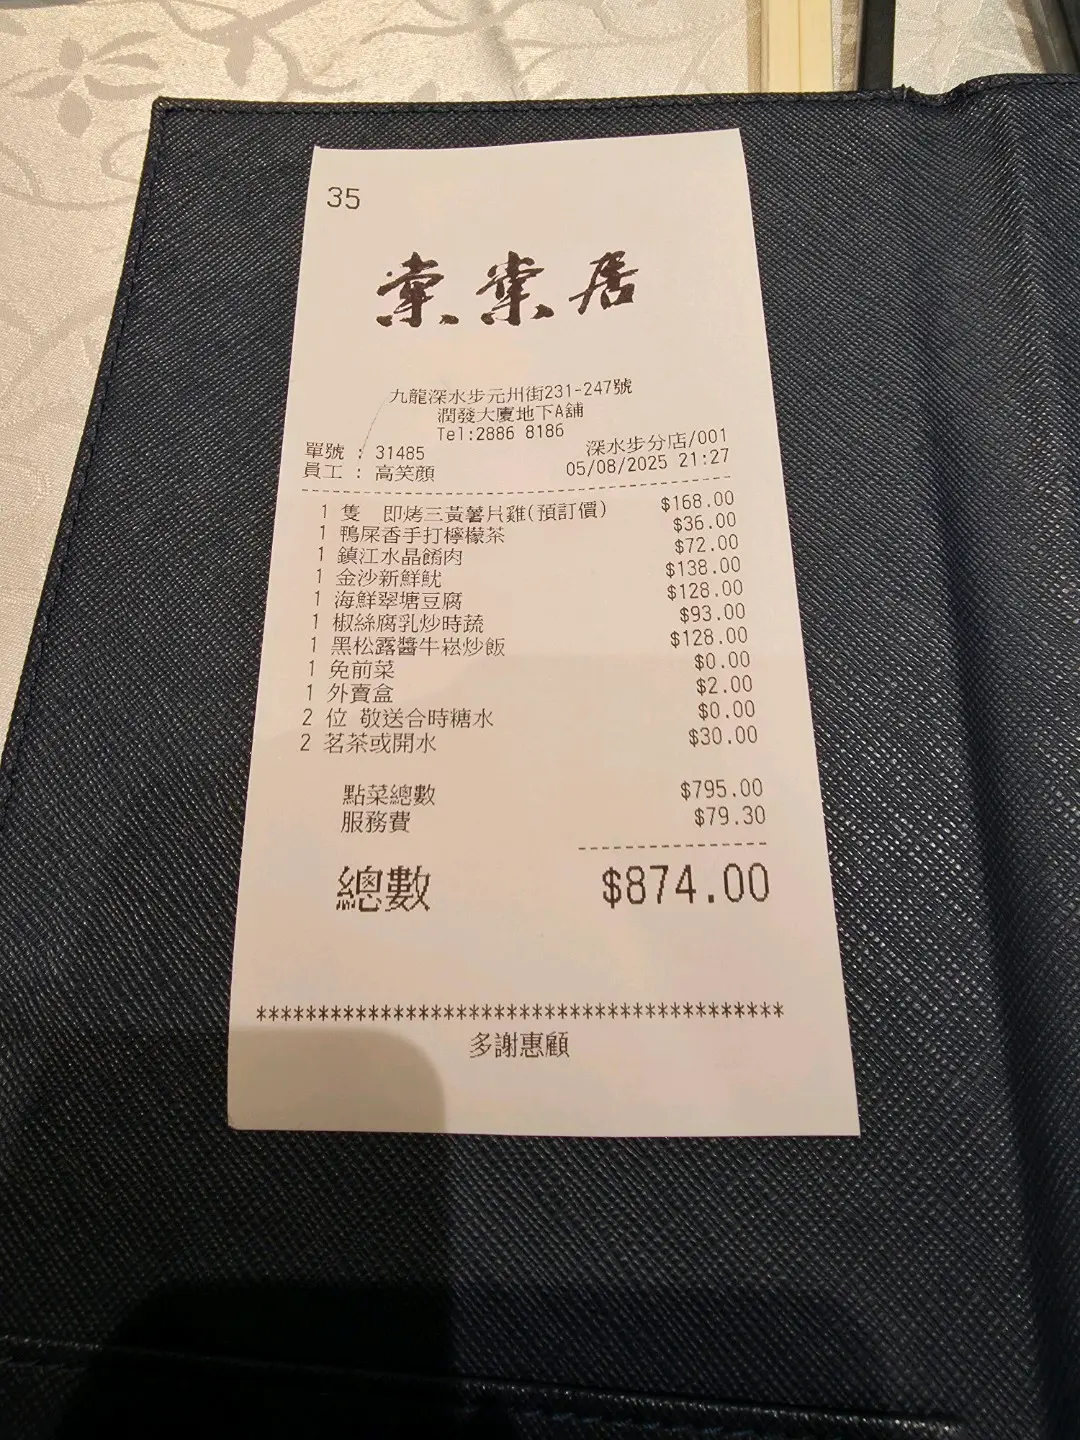 35
棠棠居
九龍深水步元州街231-247號
潤發大廈地下A舖
Tel:2886 8186
單號 : 31485 深水步分店/001
員工 : 高笑顔 05/08/2025 21:27
1 隻 即烤三黃薯片雞(預訂價) $168.00
1 鴨屎香手打檸檬茶 $36.00
1 鎮江水晶餚肉 $72.00
1 金沙新鮮魷 $138.00
1 海鮮翠塘豆腐 $128.00
1 椒絲腐乳炒時蔬 $93.00
1 黑松露醬牛崧炒飯 $128.00
1 免前菜 $0.00
1 外賣盒 $2.00
2 位 敬送合時糖水 $0.00
2 茗茶或開水 $30.00
點菜總數 $795.00
服務費 $79.30
總數 $874.00
******************************************
多謝惠顧